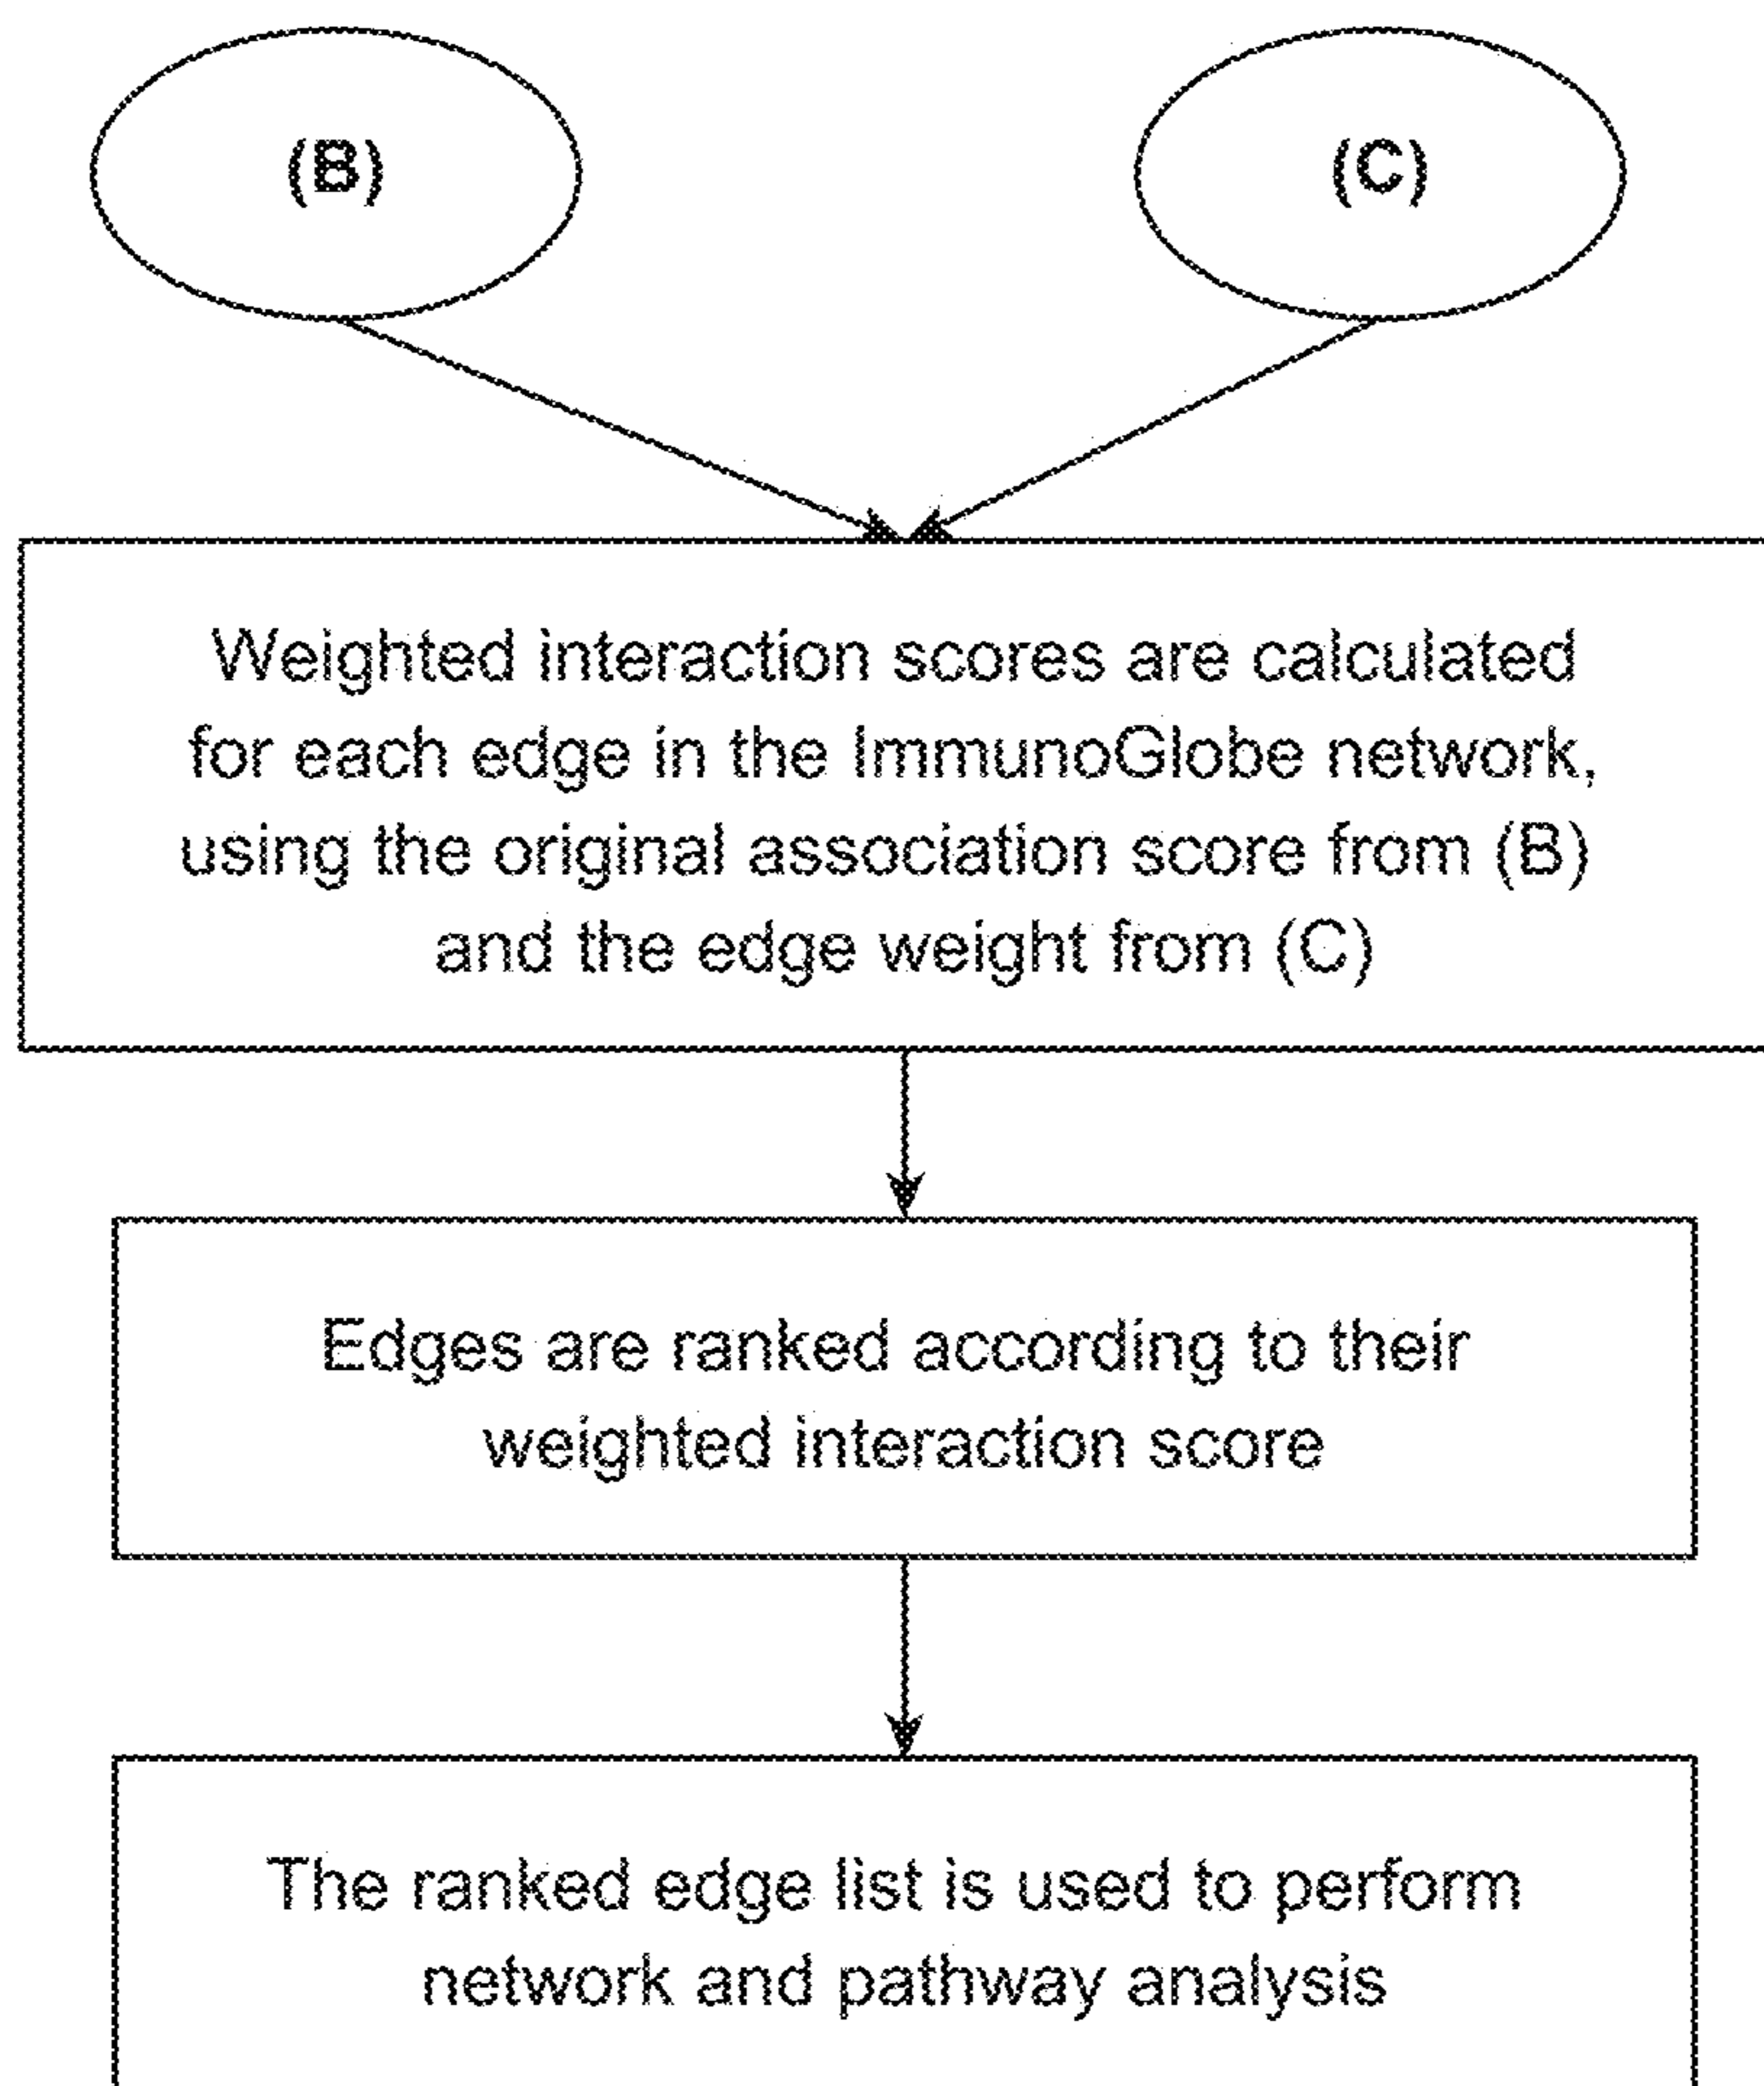 (B)
(C)
Weighted interaction scores are calculated
for each edge in the ImmunoGlobe network,
using the original association score from (B)
and the edge weight from (C)
Edges are ranked according to their
weighted interaction score
The ranked edge list is used to perform
network and pathway analysis